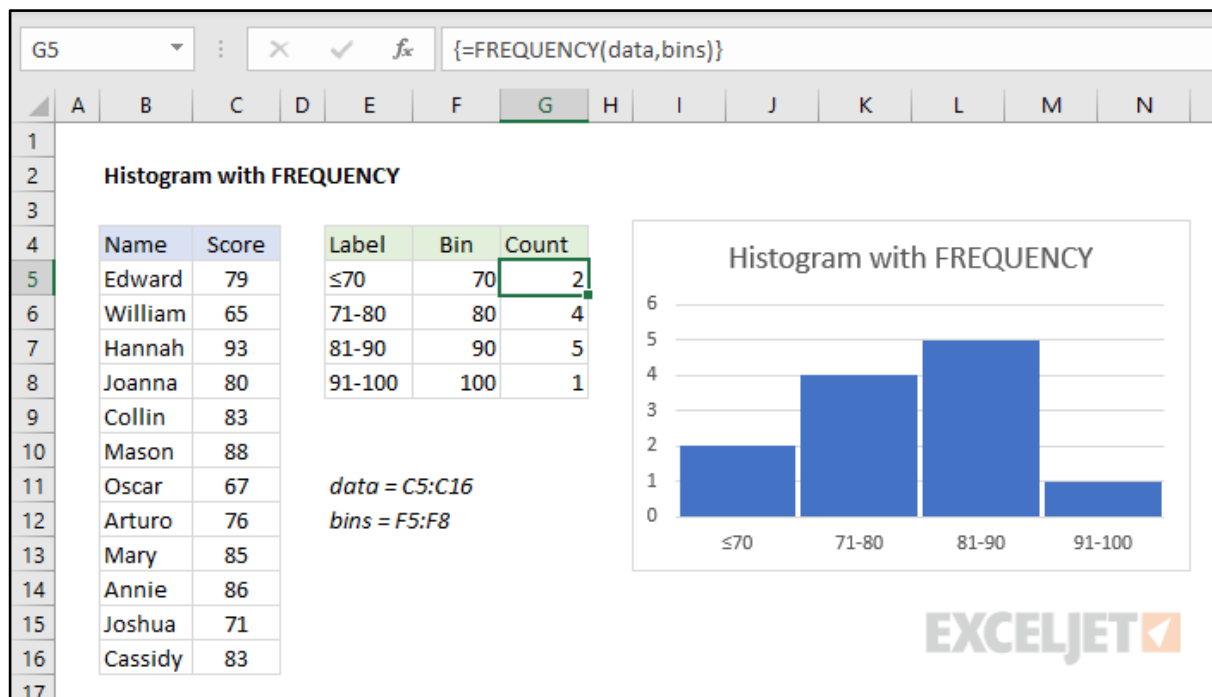 G5 fx {=FREQUENCY(data,bins)}
A B C D E F G H I J K L M N
1
2 Histogram with FREQUENCY
3
4 Name Score Label Bin Count
5 Edward 79 ≤70 70 2
6 William 65 71-80 80 4
7 Hannah 93 81-90 90 5
8 Joanna 80 91-100 100 1
9 Collin 83
10 Mason 88
11 Oscar 67 data = C5:C16
12 Arturo 76 bins = F5:F8
13 Mary 85
14 Annie 86
15 Joshua 71
16 Cassidy 83
17
Histogram with FREQUENCY
6
5
4
3
2
1
0
≤70 71-80 81-90 91-100
EXCELJET